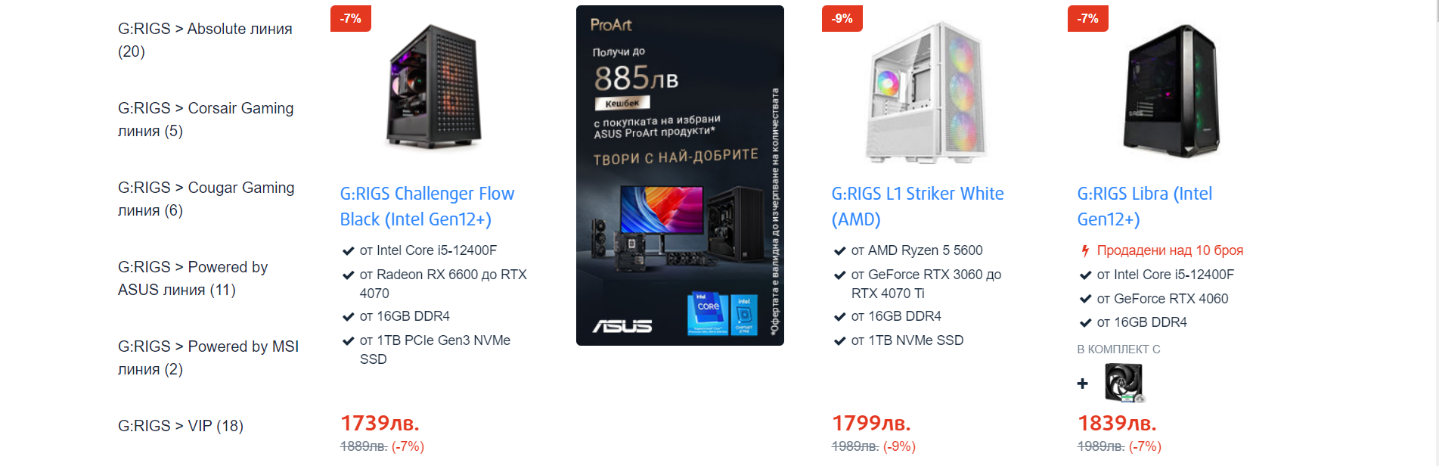 G:RIGS > Absolute линия
(20)
G:RIGS > Corsair Gaming
линия (5)
G:RIGS > Cougar Gaming
линия (6)
G:RIGS > Powered by
ASUS линия (11)
G:RIGS > Powered by MSI
линия (2)
G:RIGS > VIP (18)
-7%
G:RIGS Challenger Flow
Black (Intel Gen12+)
от Intel Core i5-12400F
от Radeon RX 6600 до RTX
4070
от 16GB DDR4
от 1TB PCIe Gen3 NVMe
SSD
1739лв.
1889лв. (-7%)
ProArt
Получи до
885лв
Кешбек
с покупката на избрани
ASUS ProArt продукти*
ТВОРИ С НАЙ-ДОБРИТЕ
*Офертата е валидна до изчерпване на количествата
ASUS
intel
CORE
intel
-9%
G:RIGS L1 Striker White
(AMD)
от AMD Ryzen 5 5600
от GeForce RTX 3060 до
RTX 4070 Ti
от 16GB DDR4
от 1TB NVMe SSD
1799лв.
1989лв. (-9%)
-7%
G:RIGS Libra (Intel
Gen12+)
Продадени над 10 броя
от Intel Core i5-12400F
от GeForce RTX 4060
от 16GB DDR4
В КОМПЛЕКТ С
+
1839лв.
1989лв. (-7%)